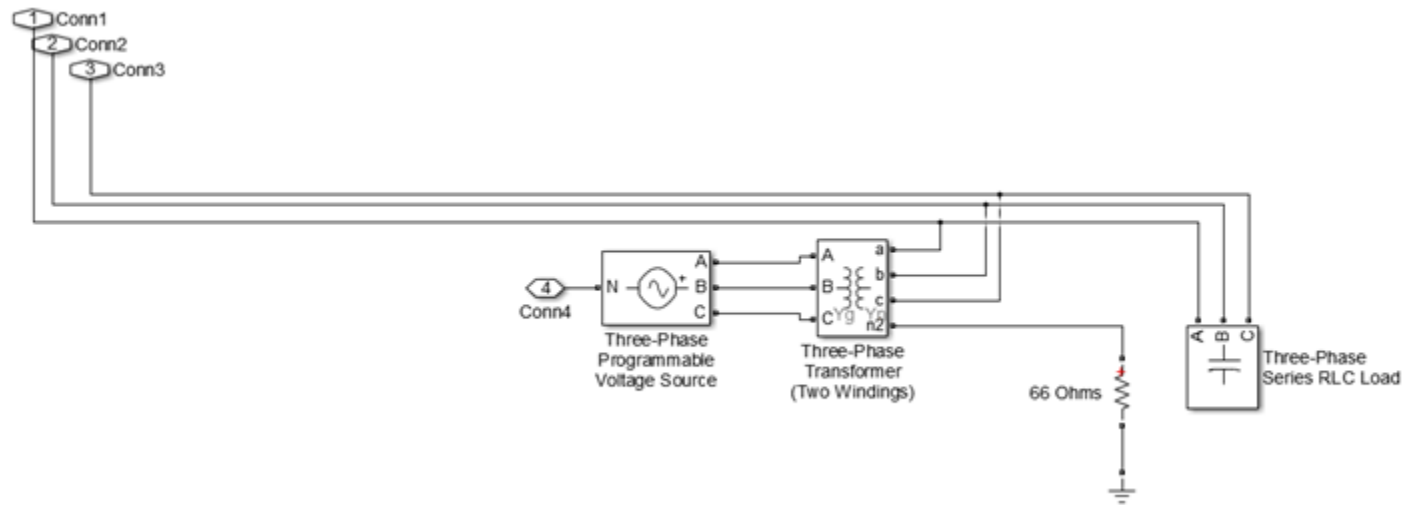 1 Conn1
2 Conn2
3 Conn3
4
Conn4
N
A
B
C
Three-Phase
Programmable
Voltage Source
A
B
C
a
b
c
n2
Yg
Three-Phase
Transformer
(Two Windings)
66 Ohms
A B C
Three-Phase
Series RLC Load